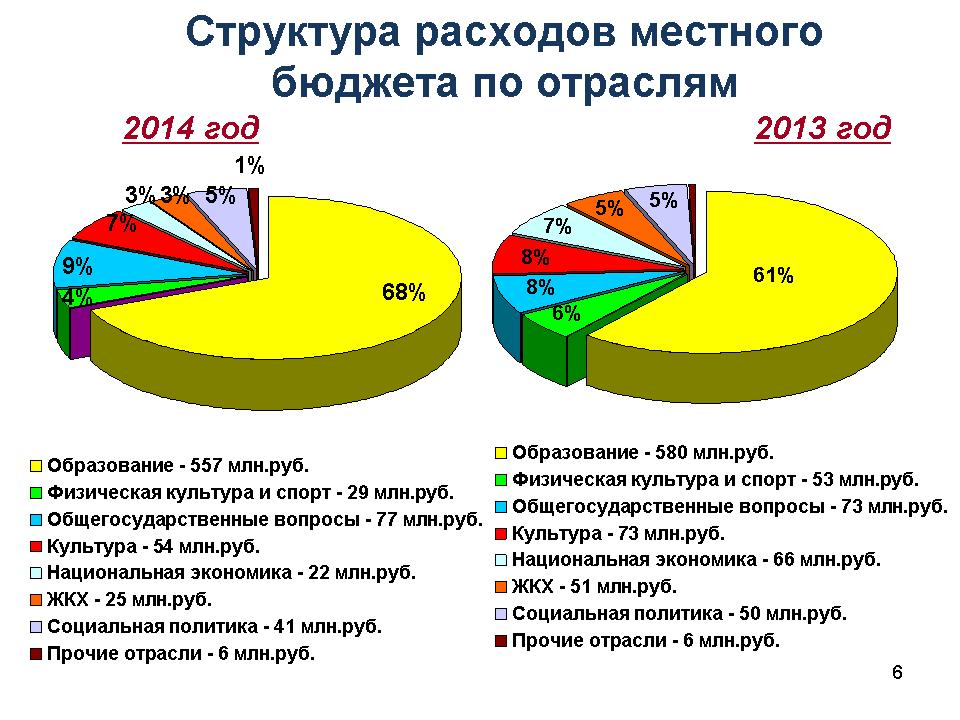 Структура расходов местного
бюджета по отраслям
2014 год
1%
3%
3%
5%
7%
9%
4%
68%
Образование - 557 млн.руб.
Физическая культура и спорт - 29 млн.руб.
Общегосударственные вопросы - 77 млн.руб.
Культура - 54 млн.руб.
Национальная экономика - 22 млн.руб.
ЖКХ - 25 млн.руб.
Социальная политика - 41 млн.руб.
Прочие отрасли - 6 млн.руб.
2013 год
5%
5%
7%
8%
8%
6%
61%
Образование - 580 млн.руб.
Физическая культура и спорт - 53 млн.руб.
Общегосударственные вопросы - 73 млн.руб.
Культура - 73 млн.руб.
Национальная экономика - 66 млн.руб.
ЖКХ - 51 млн.руб.
Социальная политика - 50 млн.руб.
Прочие отрасли - 6 млн.руб.
6